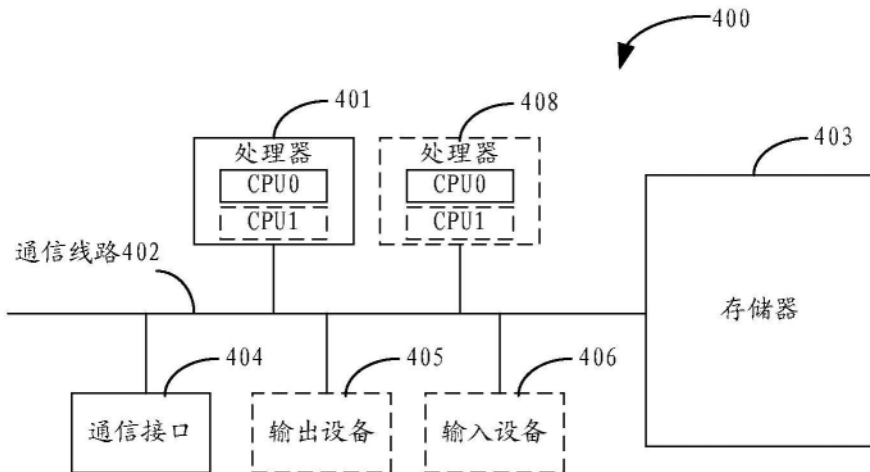 400
401
408
处理器
CPU0
CPU1
处理器
CPU0
CPU1
403
通信线路402
存储器
404
405
406
通信接口
输出设备
输入设备